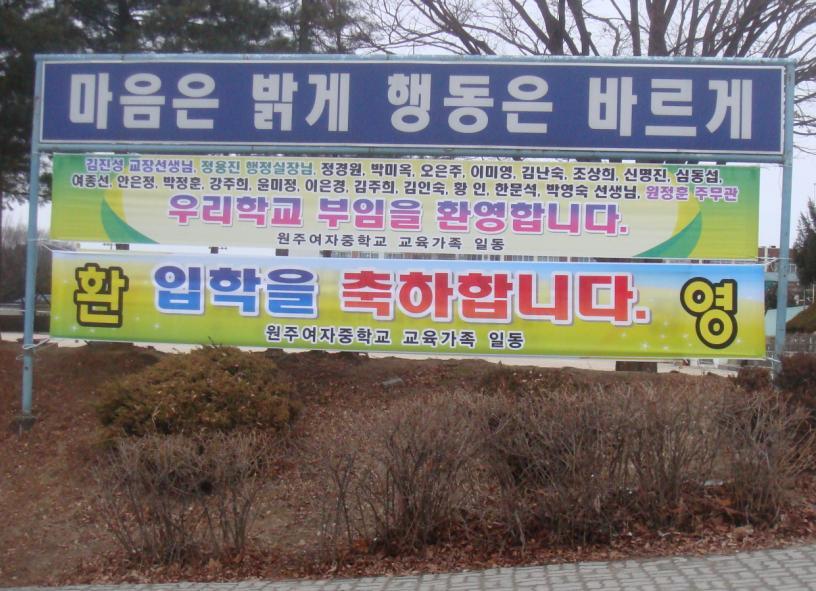 마음은 밝게 행동은 바르게
김진성 교장선생님, 정용진 행정실장님, 정경원, 박미옥, 오은주, 이미영, 김난숙, 조상희, 신명진, 심동섭,
여종선, 안은정, 박정훈, 강주희, 윤미정, 이은경, 김주희, 김인숙, 황 인, 한문석, 박영숙 선생님, 원정훈 주무관
우리학교 부임을 환영합니다.
원주여자중학교 교육가족 일동
환 입학을 축하합니다. 영
원주여자중학교 교육가족 일동